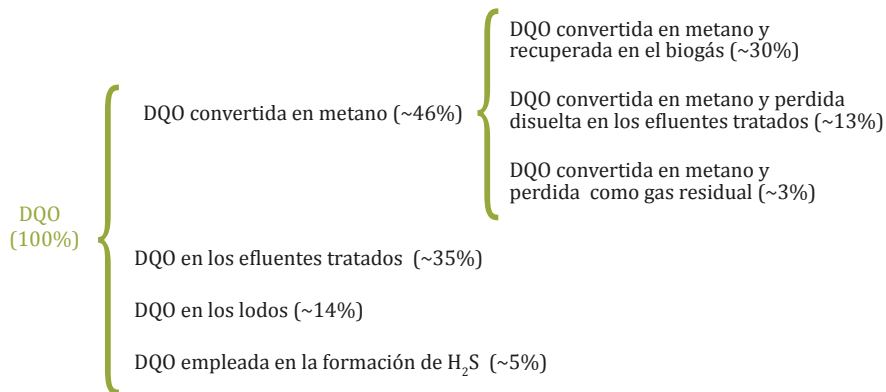 DQO
(100%)
DQO convertida en metano (~46%)
DQO convertida en metano y
recuperada en el biogás (~30%)
DQO convertida en metano y perdida
disuelta en los efluentes tratados (~13%)
DQO convertida en metano y
perdida como gas residual (~3%)
DQO en los efluentes tratados (~35%)
DQO en los lodos (~14%)
DQO empleada en la formación de H₂S (~5%)